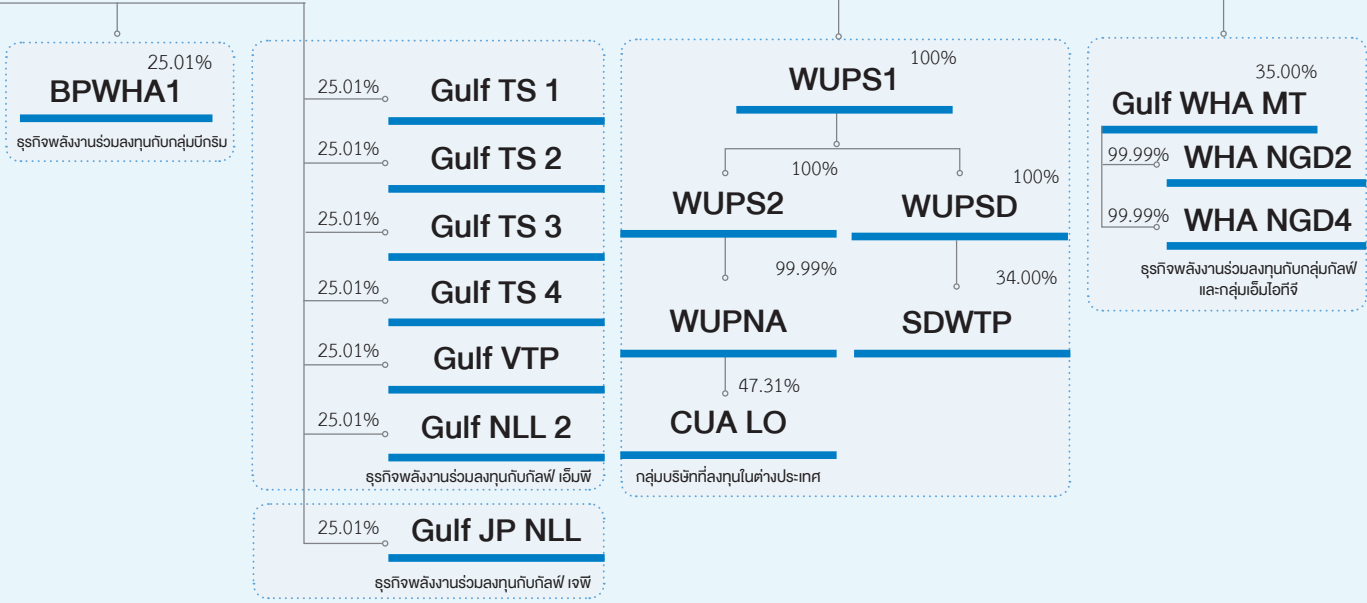 25.01%
BPWHA1
ธุรกิจพลังงานร่วมลงทุนกับกลุ่มบีกริม
25.01%
Gulf TS 1
25.01%
Gulf TS 2
25.01%
Gulf TS 3
25.01%
Gulf TS 4
25.01%
Gulf VTP
25.01%
Gulf NLL 2
ธุรกิจพลังงานร่วมลงทุนกับกัลฟ์ เอ็มพี
25.01%
Gulf JP NLL
ธุรกิจพลังงานร่วมลงทุนกับกัลฟ์ เจพี
100%
WUPS1
100%
WUPS2
100%
WUPSD
99.99%
WUPNA
34.00%
SDWTP
47.31%
CUA LO
กลุ่มบริษัทที่ลงทุนในต่างประเทศ
35.00%
Gulf WHA MT
99.99%
WHA NGD2
99.99%
WHA NGD4
ธุรกิจพลังงานร่วมลงทุนกับกลุ่มกัลฟ์
และกลุ่มเอ็มไอทีจี